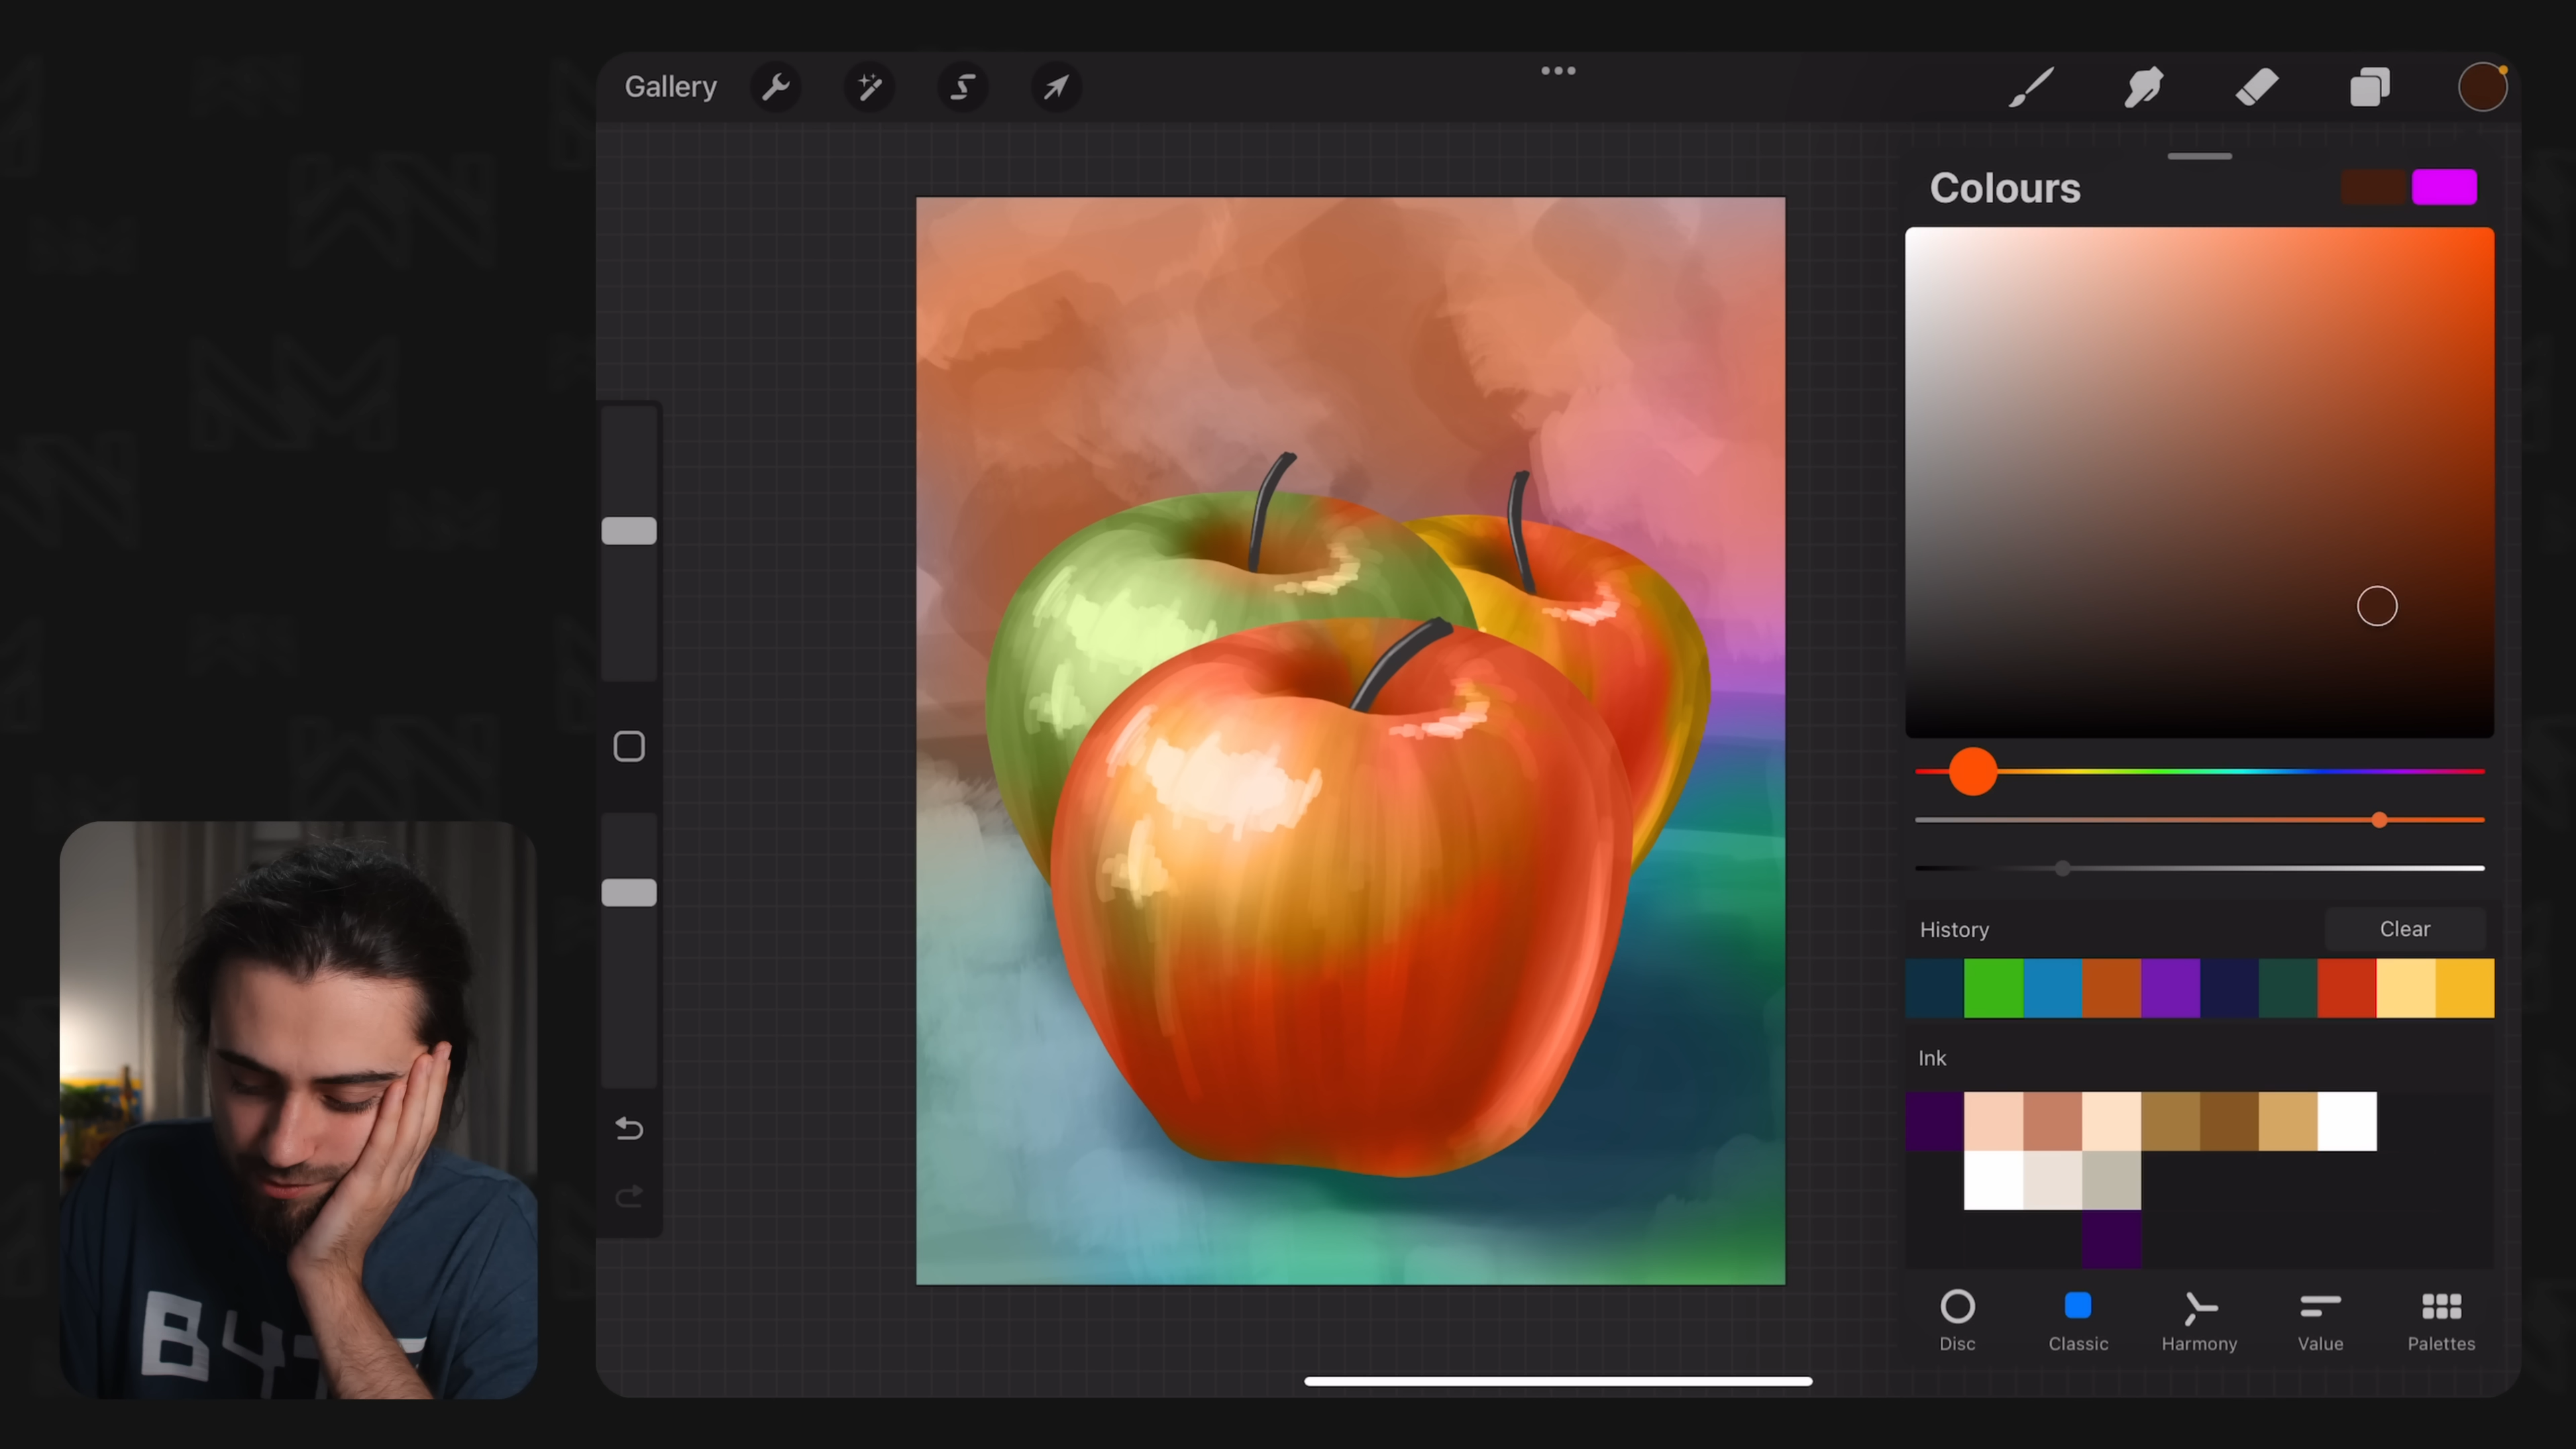 Gallery
Colours
History
Clear
Ink
Disc
Classic
Harmony
Value
Palettes